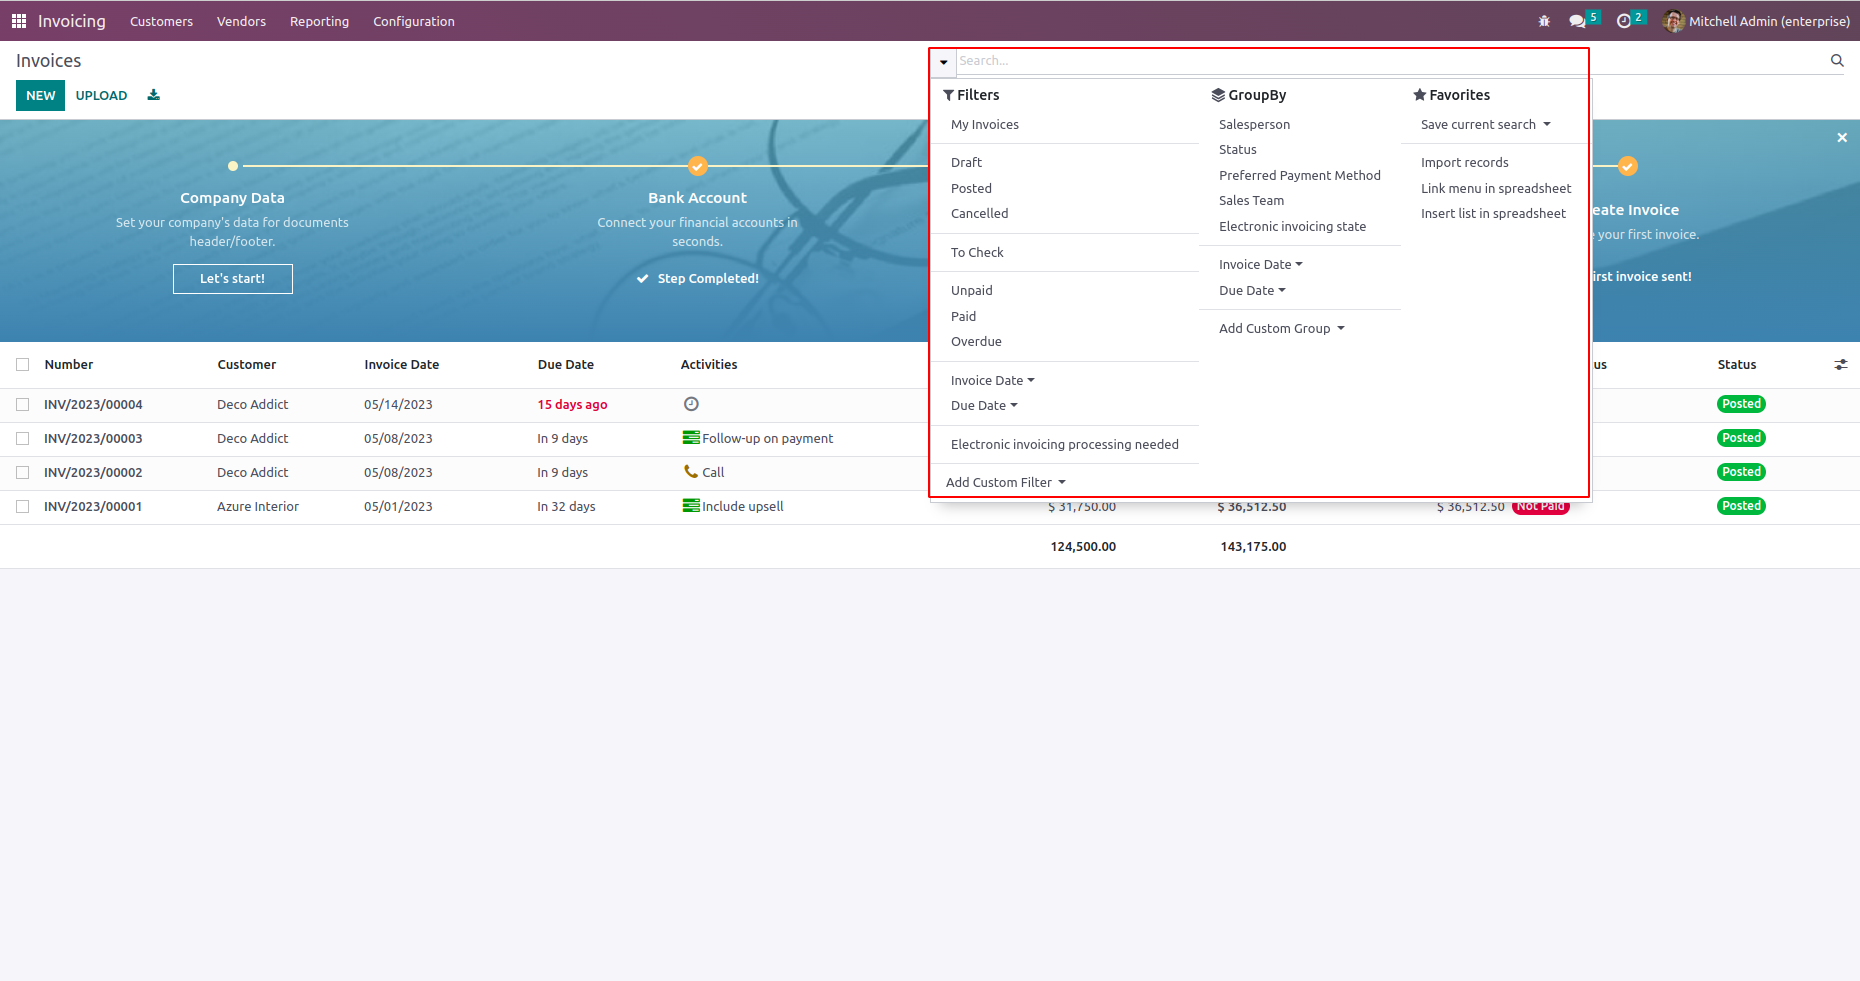 Invoicing Customers Vendors Reporting Configuration 5 2 Mitchell Admin (enterprise)
Invoices
Search...
NEW UPLOAD
Filters
My Invoices
Draft
Posted
Cancelled
To Check
Unpaid
Paid
Overdue
Invoice Date
Due Date
Electronic invoicing processing needed
Add Custom Filter
GroupBy
Salesperson
Status
Preferred Payment Method
Sales Team
Electronic invoicing state
Invoice Date
Due Date
Add Custom Group
Favorites
Save current search
Import records
Link menu in spreadsheet
Insert list in spreadsheet
Company Data
Set your company's data for documents
header/footer.
Let's start!
Bank Account
Connect your financial accounts in
seconds.
Step Completed!
eate Invoice
your first invoice.
rst invoice sent!
Number Customer Invoice Date Due Date Activities us Status
INV/2023/00004 Deco Addict 05/14/2023 15 days ago Posted
INV/2023/00003 Deco Addict 05/08/2023 In 9 days Follow-up on payment Posted
INV/2023/00002 Deco Addict 05/08/2023 In 9 days Call Posted
INV/2023/00001 Azure Interior 05/01/2023 In 32 days Include upsell $ 31,750.00 $ 36,512.50 $ 36,512.50 Not Paid Posted
124,500.00 143,175.00